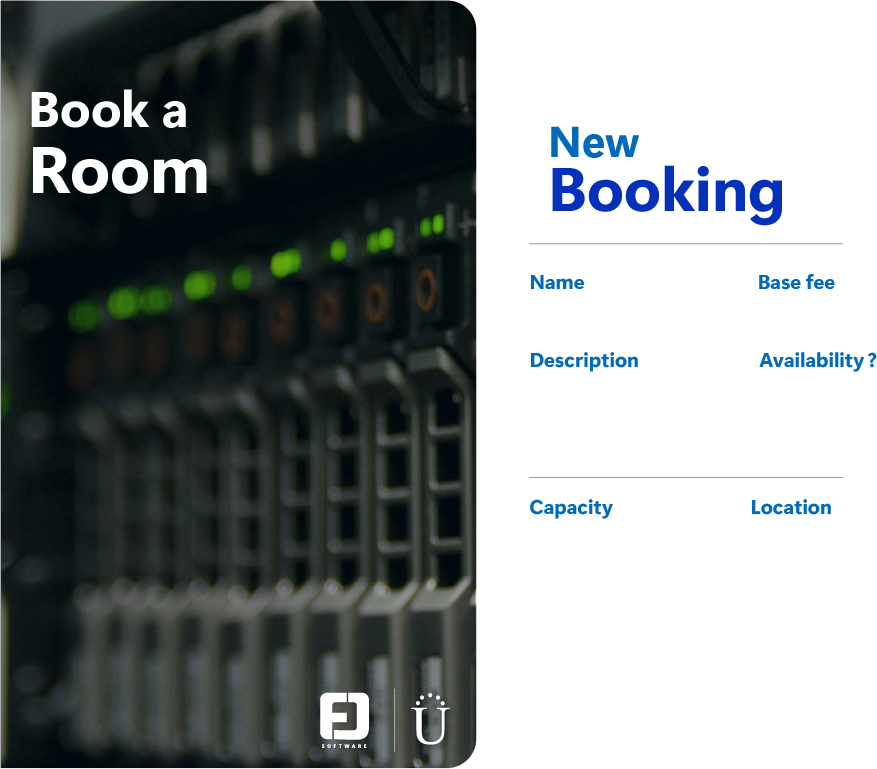 Book a
Room
New
Booking
Name
Base fee
Description
Availability ?
Capacity
Location
SOFTWARE
U